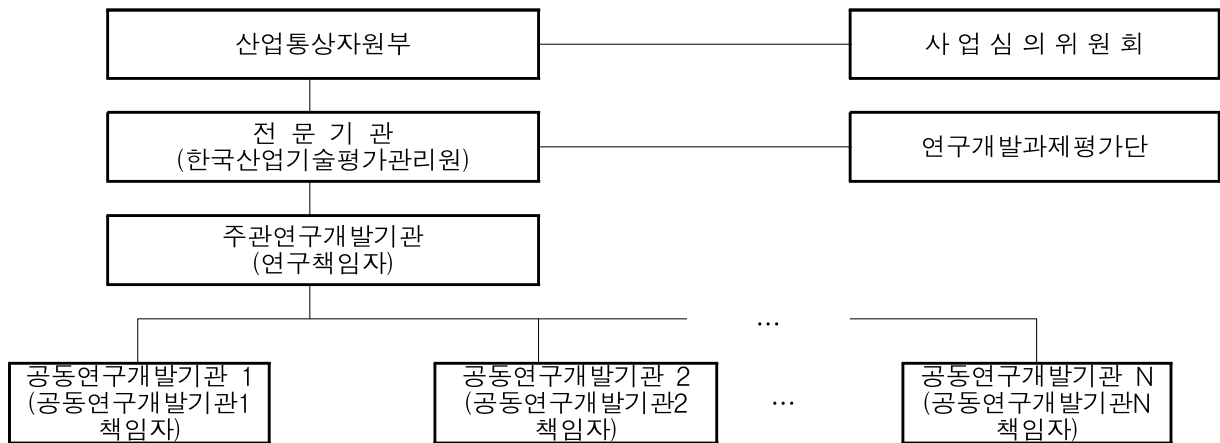 산업통상자원부
사 업 심 의 위 원 회
전 문 기 관
(한국산업기술평가관리원)
연구개발과제평가단
주관연구개발기관
(연구책임자)
...
공동연구개발기관 1
(공동연구개발기관1
책임자)
공동연구개발기관 2
(공동연구개발기관2
책임자)
...
공동연구개발기관 N
(공동연구개발기관N
책임자)